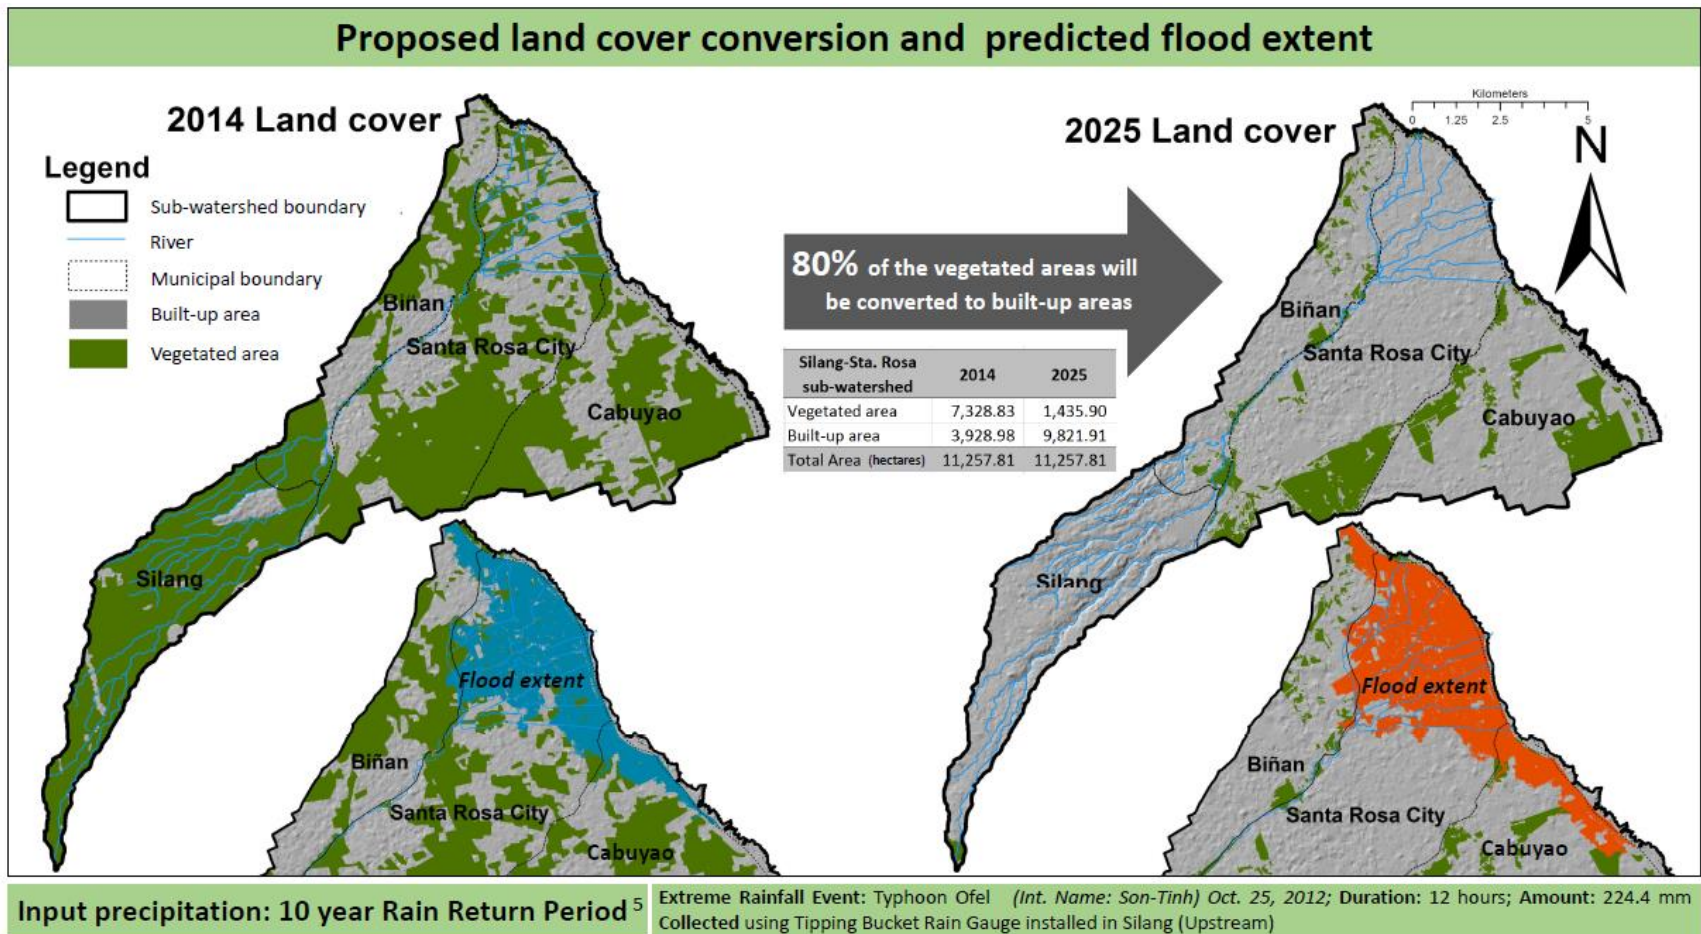 Proposed land cover conversion and predicted flood extent
2014 Land cover
Legend
Sub-watershed boundary
River
Municipal boundary
Built-up area
Vegetated area
Biñan
Santa Rosa City
Cabuyao
Silang
80% of the vegetated areas will
be converted to built-up areas
Silang-Sta. Rosa
sub-watershed 2014 2025
Vegetated area 7,328.83 1,435.90
Built-up area 3,928.98 9,821.91
Total Area (hectares) 11,257.81 11,257.81
2025 Land cover
Kilometers
0 1.25 2.5 5
N
Biñan
Santa Rosa City
Cabuyao
Silang
Flood extent
Biñan
Santa Rosa City
Cabuyao
Flood extent
Biñan
Santa Rosa City
Cabuyao
Input precipitation: 10 year Rain Return Period 5
Extreme Rainfall Event: Typhoon Ofel (Int. Name: Son-Tinh) Oct. 25, 2012; Duration: 12 hours; Amount: 224.4 mm
Collected using Tipping Bucket Rain Gauge installed in Silang (Upstream)